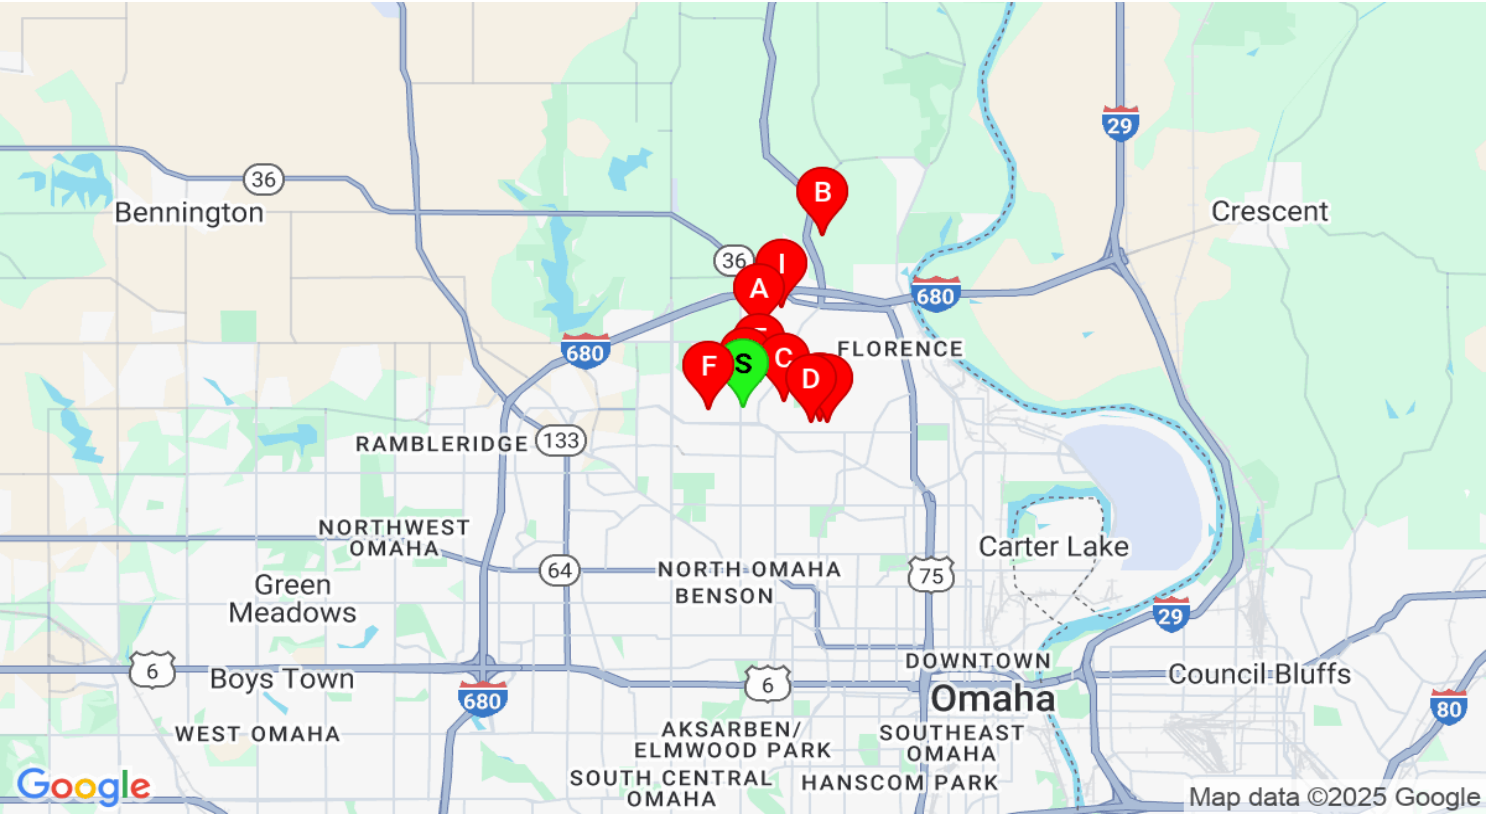 29
36
B
Bennington
Crescent
36
I
A
680
680
FLORENCE
F
S
C
D
RAMBLERIDGE
133
NORTHWEST
OMAHA
Carter Lake
64
NORTH OMAHA
75
Green
Meadows
BENSON
29
6
Boys Town
DOWNTOWN
Council Bluffs
680
6
Omaha
80
WEST OMAHA
AKSARBEN/
ELMWOOD PARK
SOUTHEAST
OMAHA
SOUTH CENTRAL
OMAHA
HANSCOM PARK
Google
Map data ©2025 Google